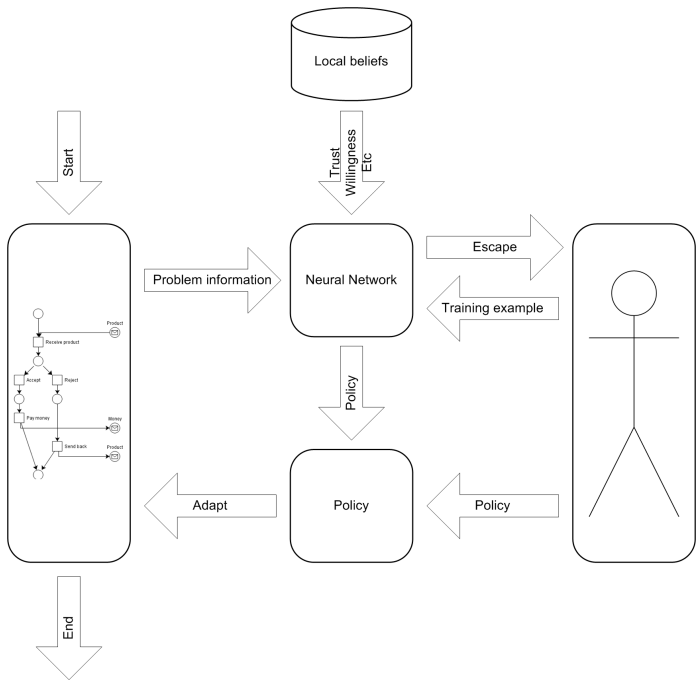 Local beliefs
Start
Trust
Willingness
Etc
Escape
Problem information
Neural Network
Training example
Product
Receive product
Accept
Reject
Pay money
Money
Send back
Product
Policy
Adapt
Policy
Policy
End